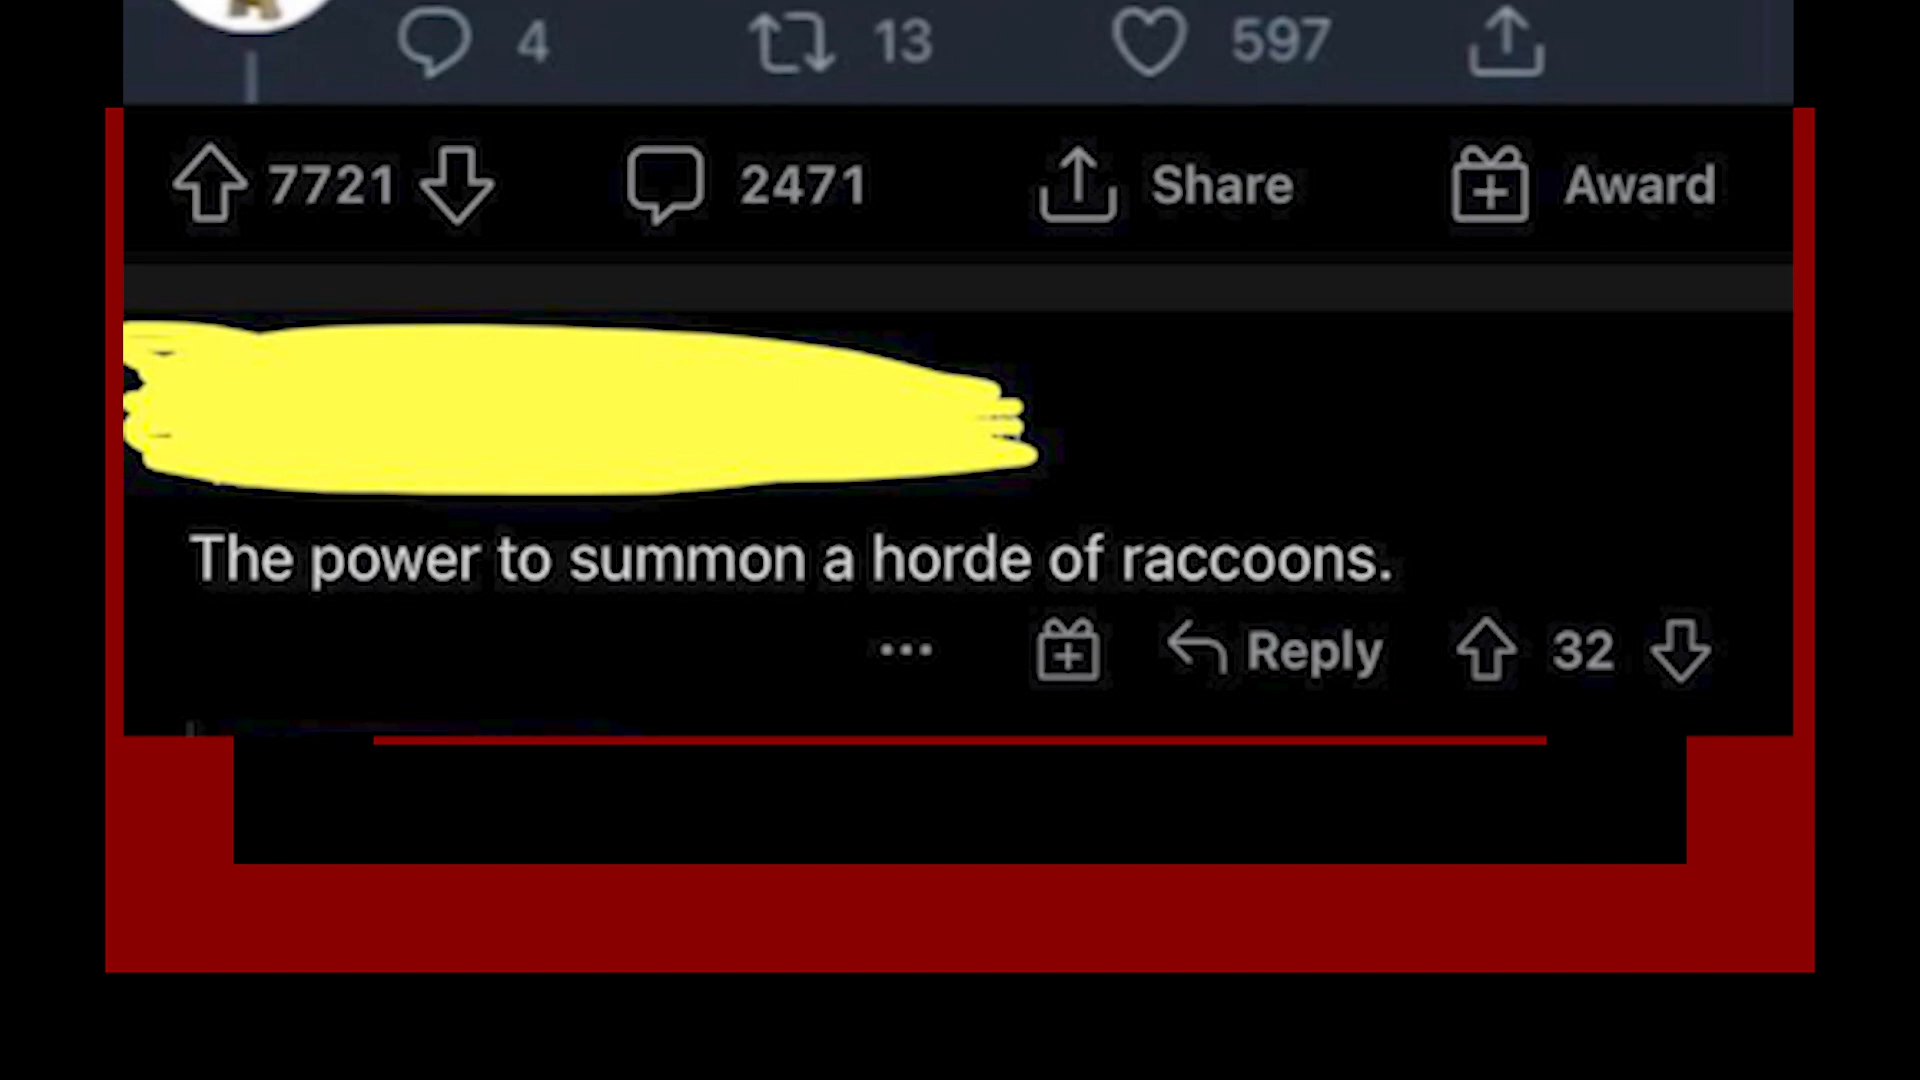 4 13 597
7721 2471 Share Award
The power to summon a horde of raccoons.
Reply 32